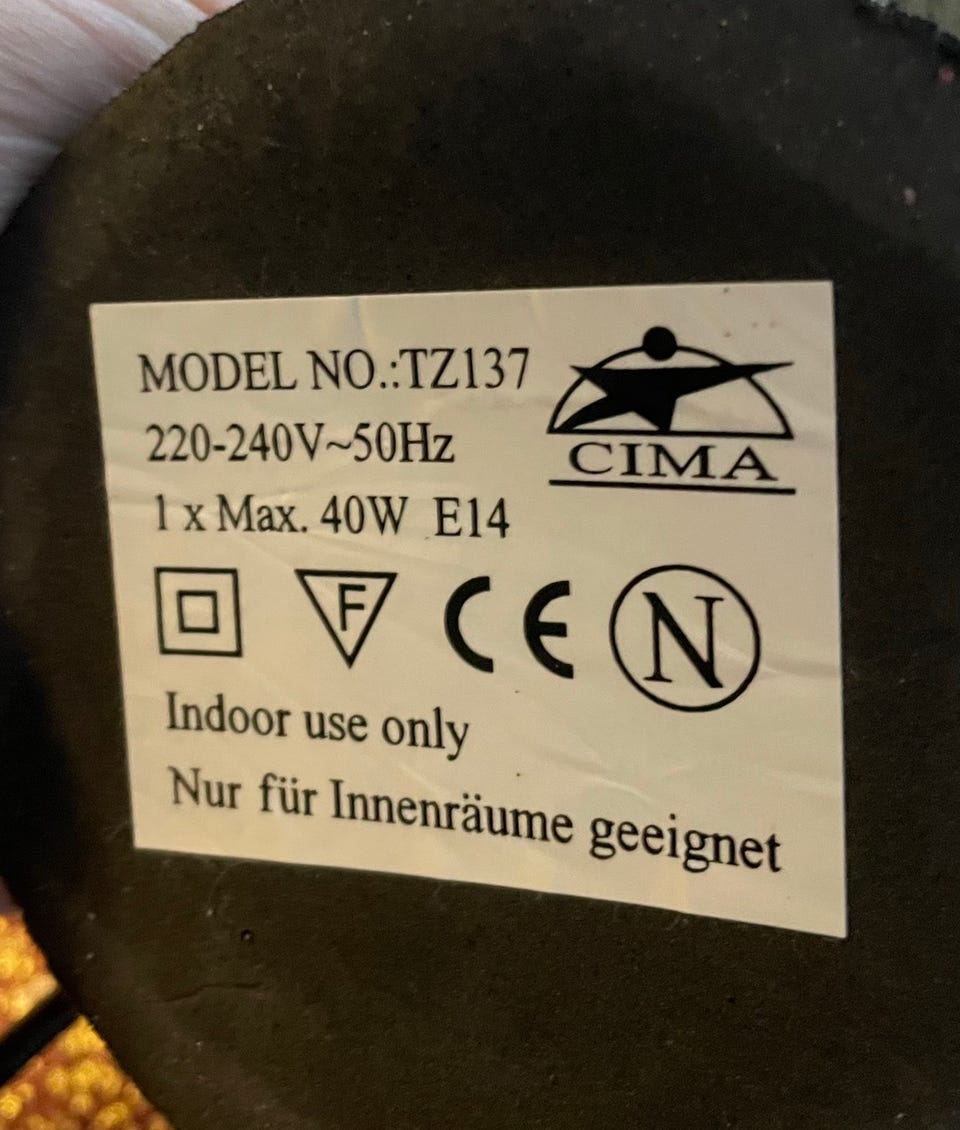 MODEL NO.:TZ137
220-240V~50Hz
1 x Max. 40W E14
CIMA
F
CE
N
Indoor use only
Nur für Innenräume geeignet